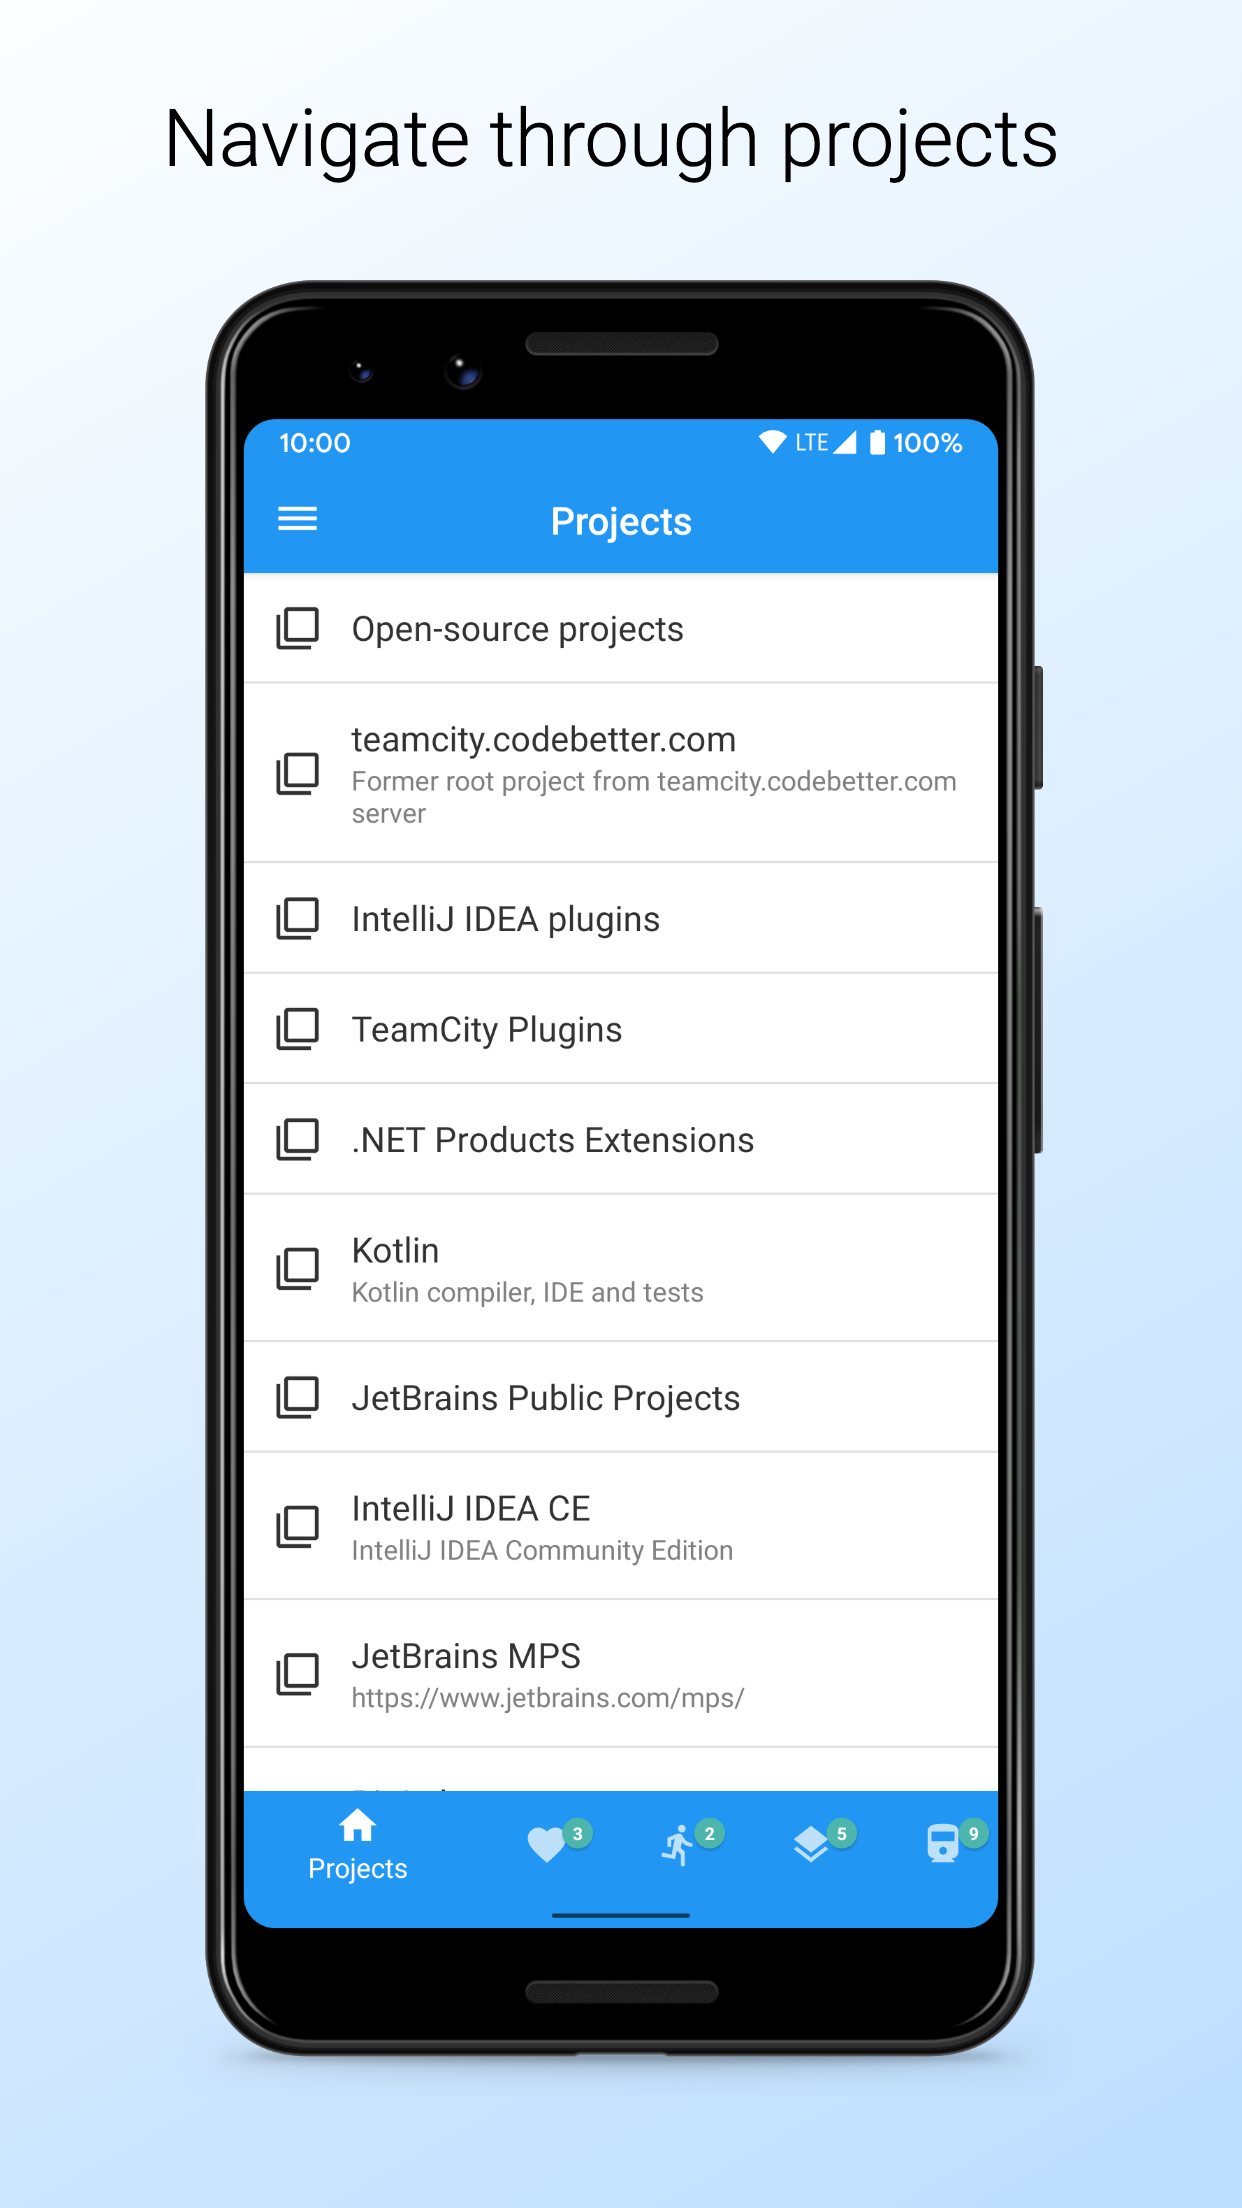 Navigate through projects
10:00
LTE 100%
Projects
Open-source projects
teamcity.codebetter.com
Former root project from teamcity.codebetter.com
server
IntelliJ IDEA plugins
TeamCity Plugins
.NET Products Extensions
Kotlin
Kotlin compiler, IDE and tests
JetBrains Public Projects
IntelliJ IDEA CE
IntelliJ IDEA Community Edition
JetBrains MPS
https://www.jetbrains.com/mps/
3
2
5
9
Projects